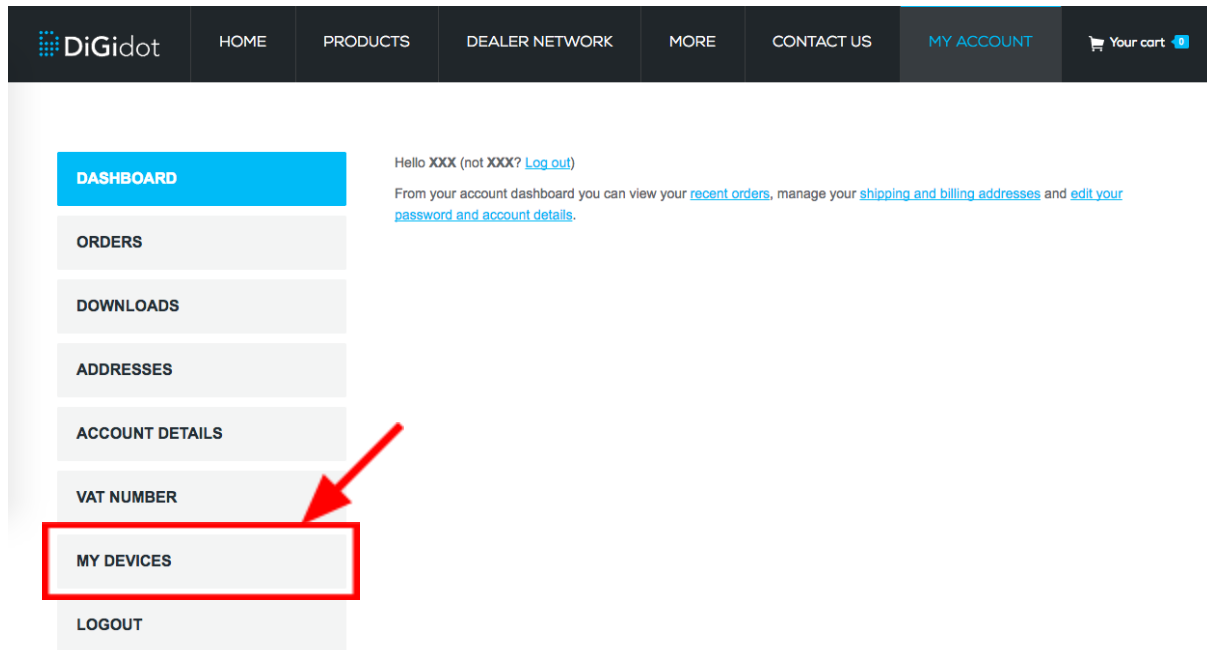 DiGidot
HOME
PRODUCTS
DEALER NETWORK
MORE
CONTACT US
MY ACCOUNT
Your cart 0
DASHBOARD
ORDERS
DOWNLOADS
ADDRESSES
ACCOUNT DETAILS
VAT NUMBER
MY DEVICES
LOGOUT
Hello XXX (not XXX? Log out)
From your account dashboard you can view your recent orders, manage your shipping and billing addresses and edit your
password and account details.